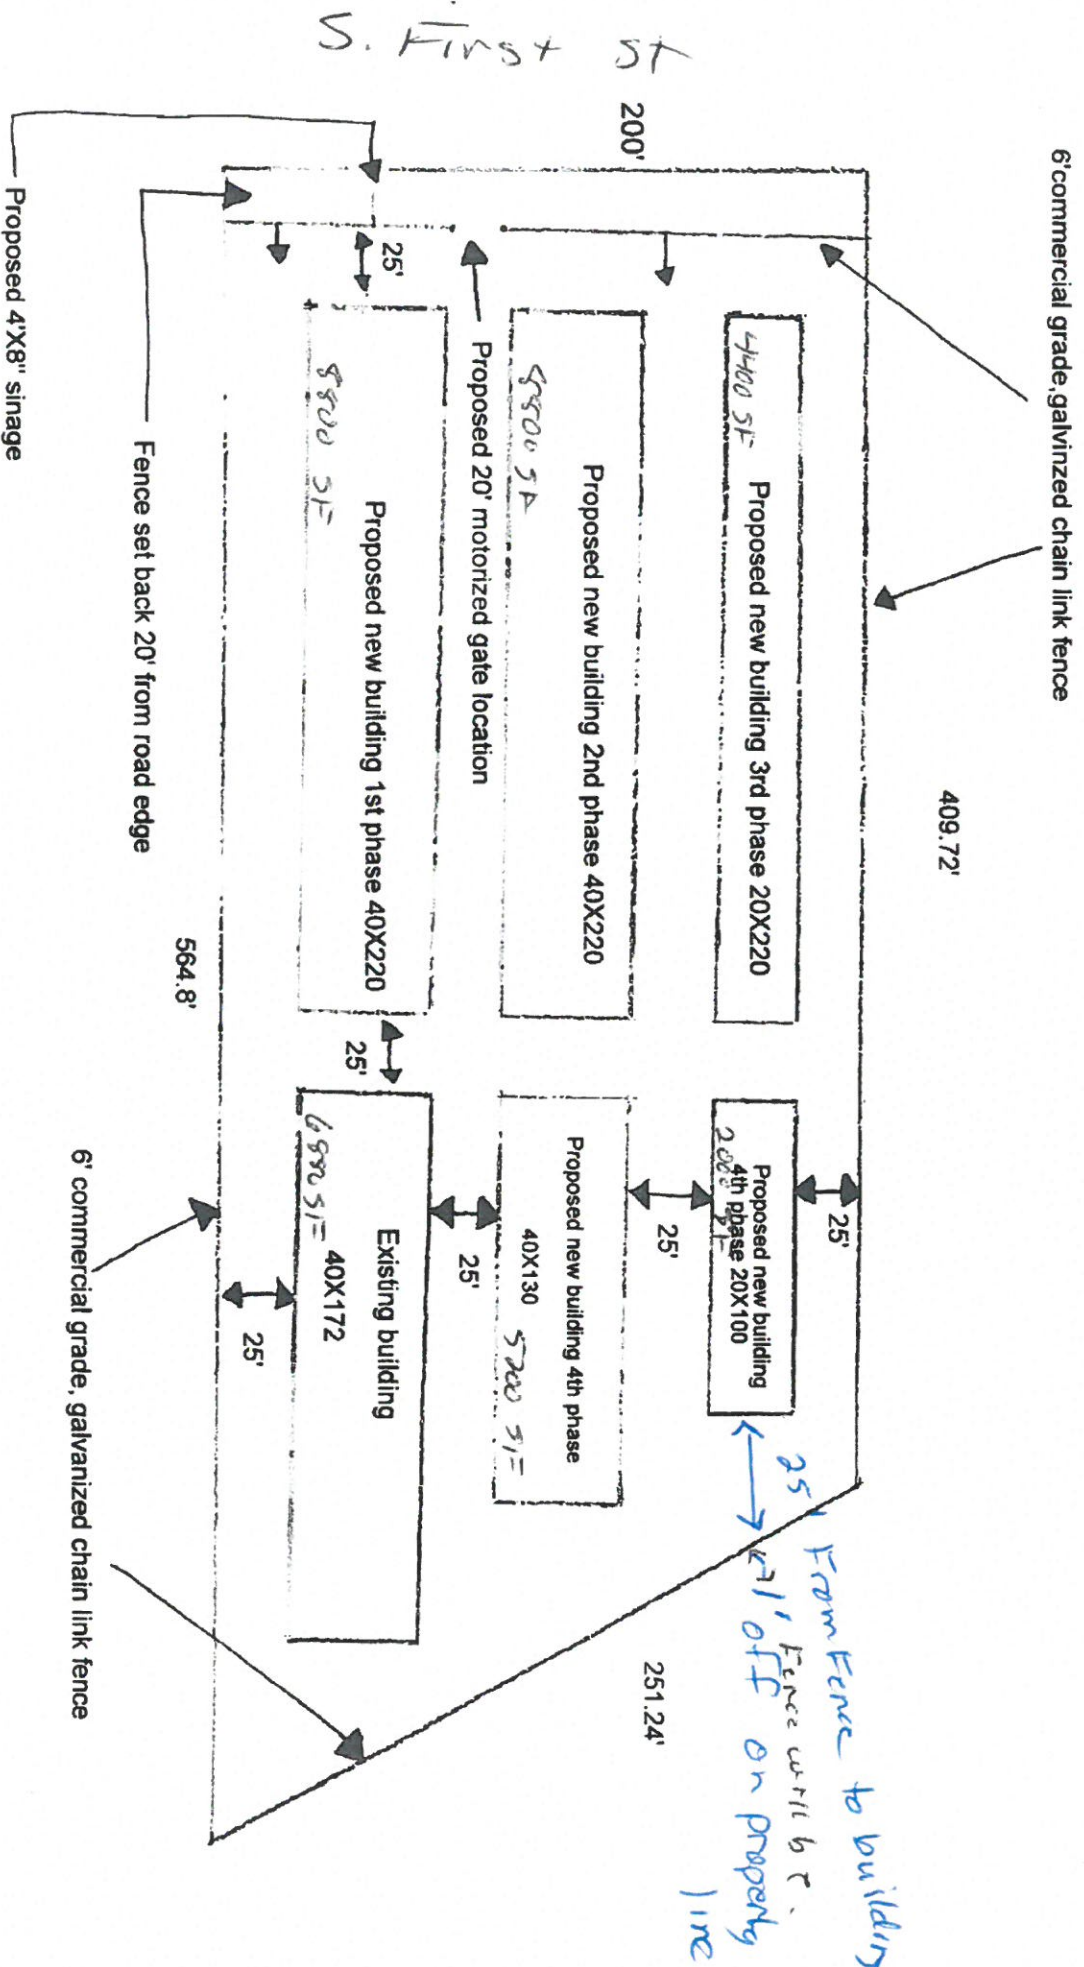 S. First st
200'
6'commercial grade,galvinzed chain link fence
409.72'
4400 SF
Proposed new building 3rd phase 20X220
8800 SF
Proposed new building 2nd phase 40X220
Proposed 20' motorized gate location
25'
8800 SF
Proposed new building 1st phase 40X220
Fence set back 20' from road edge
Proposed 4'X8" sinage
564.8'
25'
25'
Proposed new building
4th phase 20X100
2000 SF
25'
Proposed new building 4th phase
40X130
5200 SF
25'
Existing building
40X172
6880 SF
25'
6' commercial grade, galvanized chain link fence
251.24'
25' From Fence to building
Fence will be
1' off on property
line